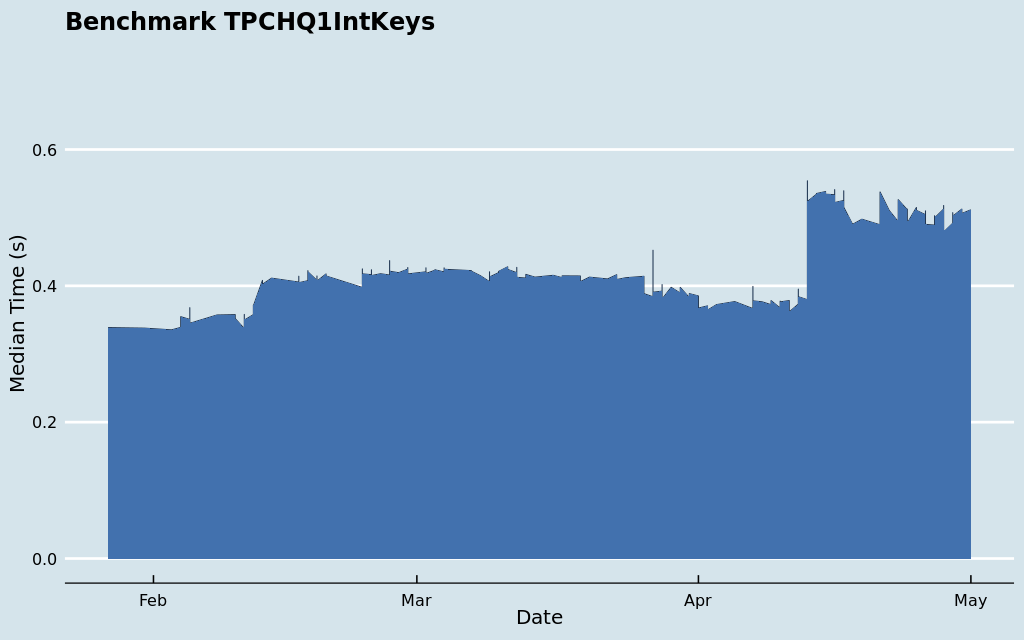 Benchmark TPCHQ1IntKeys
Median Time (s)
0.6
0.4
0.2
0.0
Feb Mar Apr May
Date